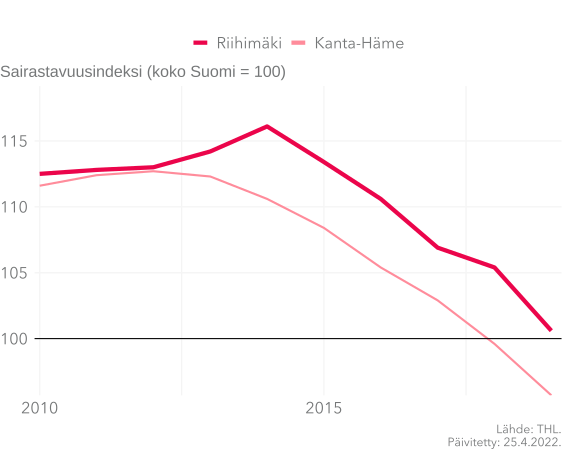 Riihimäki Kanta-Häme
Sairastavuusindeksi (koko Suomi = 100)
115
110
105
100
2010 2015
Lähde: THL.
Päivitetty: 25.4.2022.